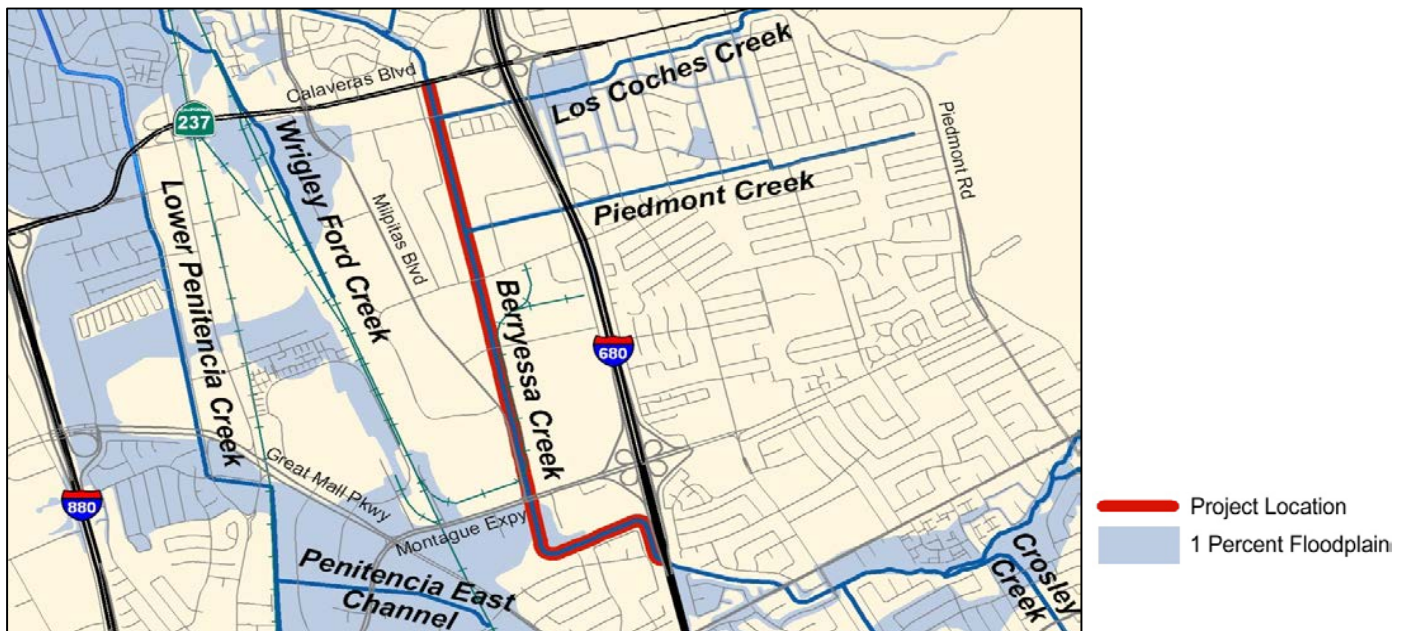 Calaveras Blvd
Los Coches Creek
CALIFORNIA
237
Wrigley Ford Creek
Piedmont Rd
Lower Penitencia Creek
Milpitas Blvd
Piedmont Creek
Berryessa Creek
680
Great Mall Pkwy
880
Montague Expy
Project Location
1 Percent Floodplain
Penitencia East
Channel
Crosley
Creek